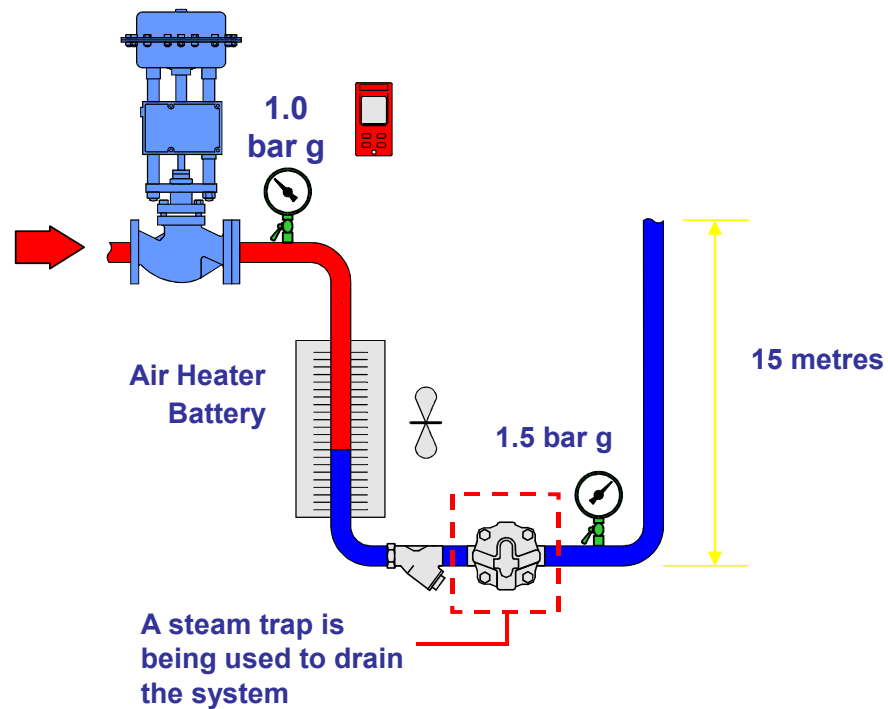 1.0
bar g
Air Heater
Battery
15 metres
1.5 bar g
A steam trap is
being used to drain
the system